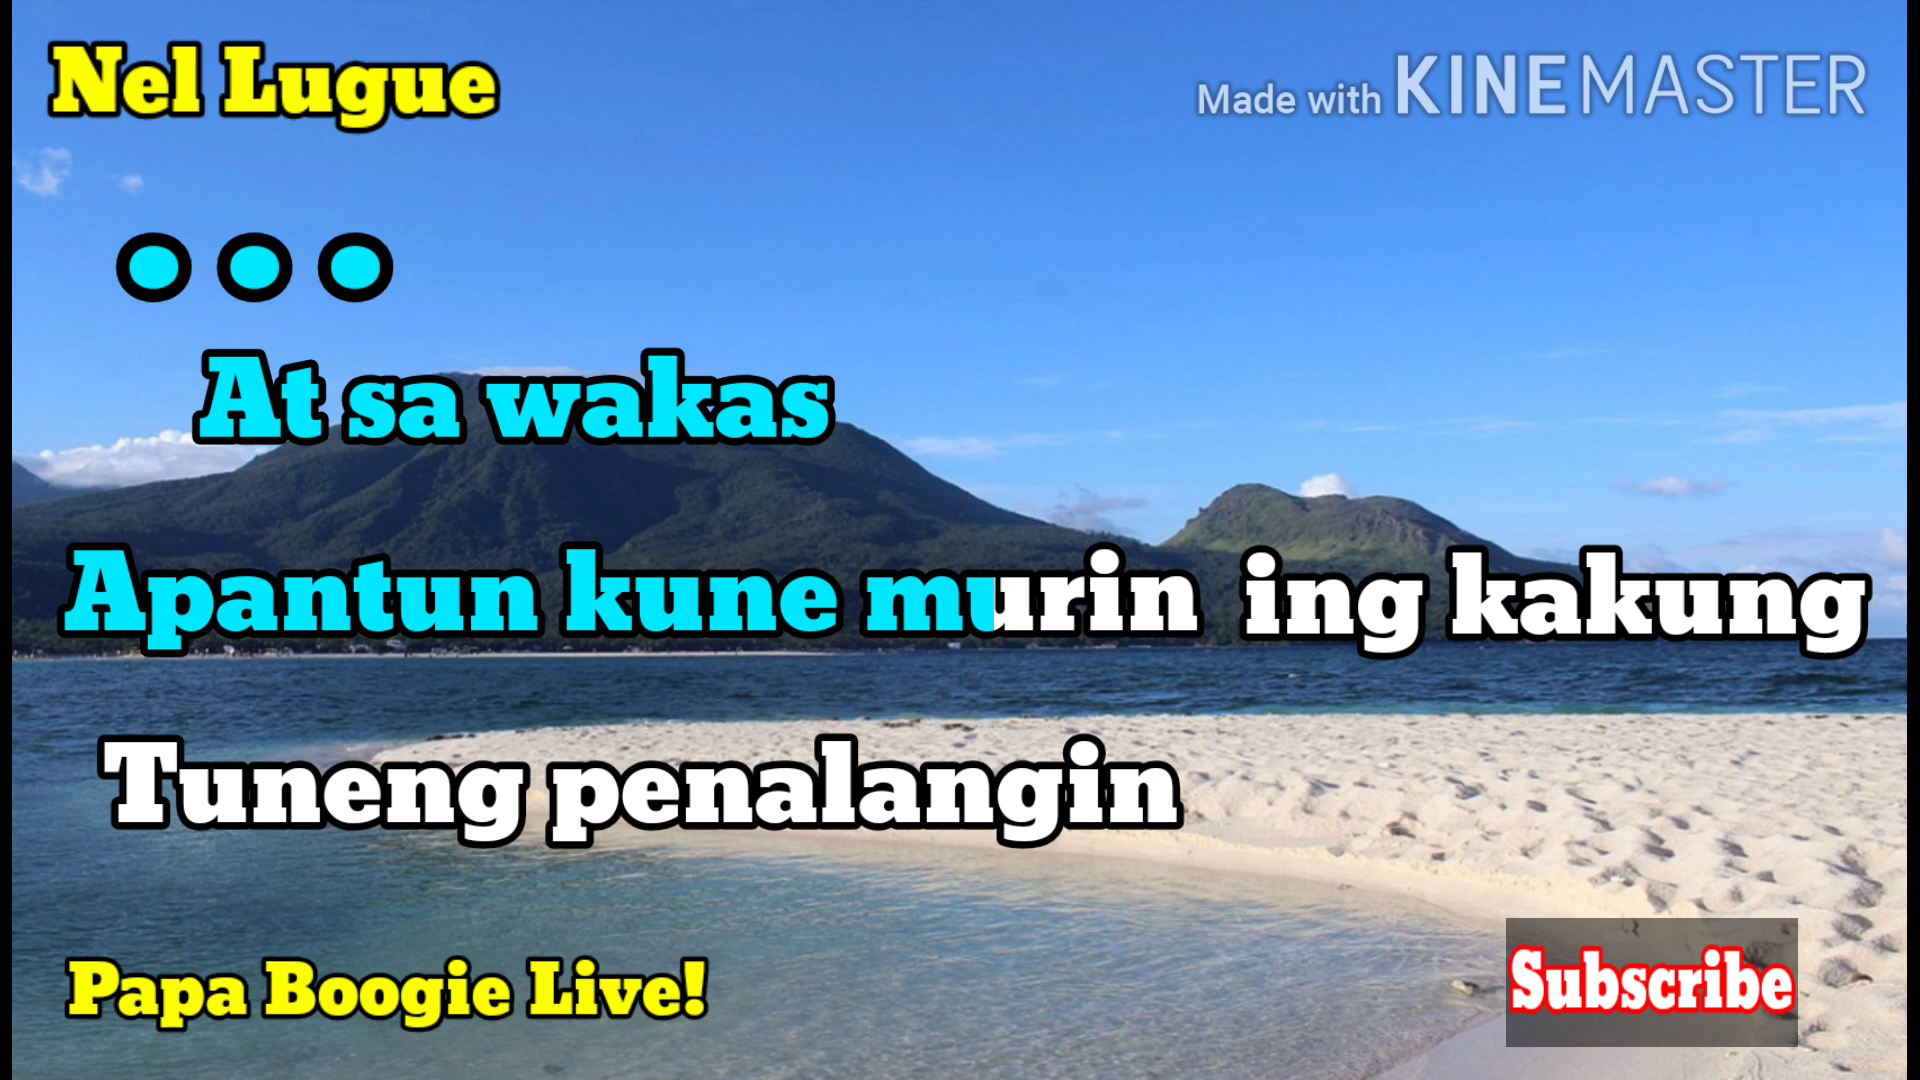 Nel Lugue
Made with KINEMASTER
● ● ●
At sa wakas
Apantun kune murin ing kakung
Tuneng penalangin
Papa Boogie Live!
Subscribe